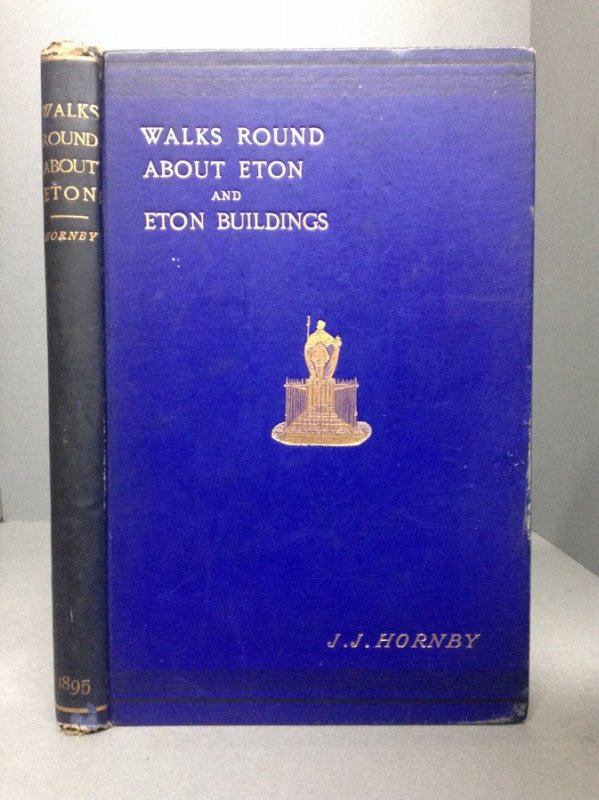 WALKS
ROUND
ABOUT
ETON
HORNBY
1895
WALKS ROUND
ABOUT ETON
AND
ETON BUILDINGS
J. J. HORNBY